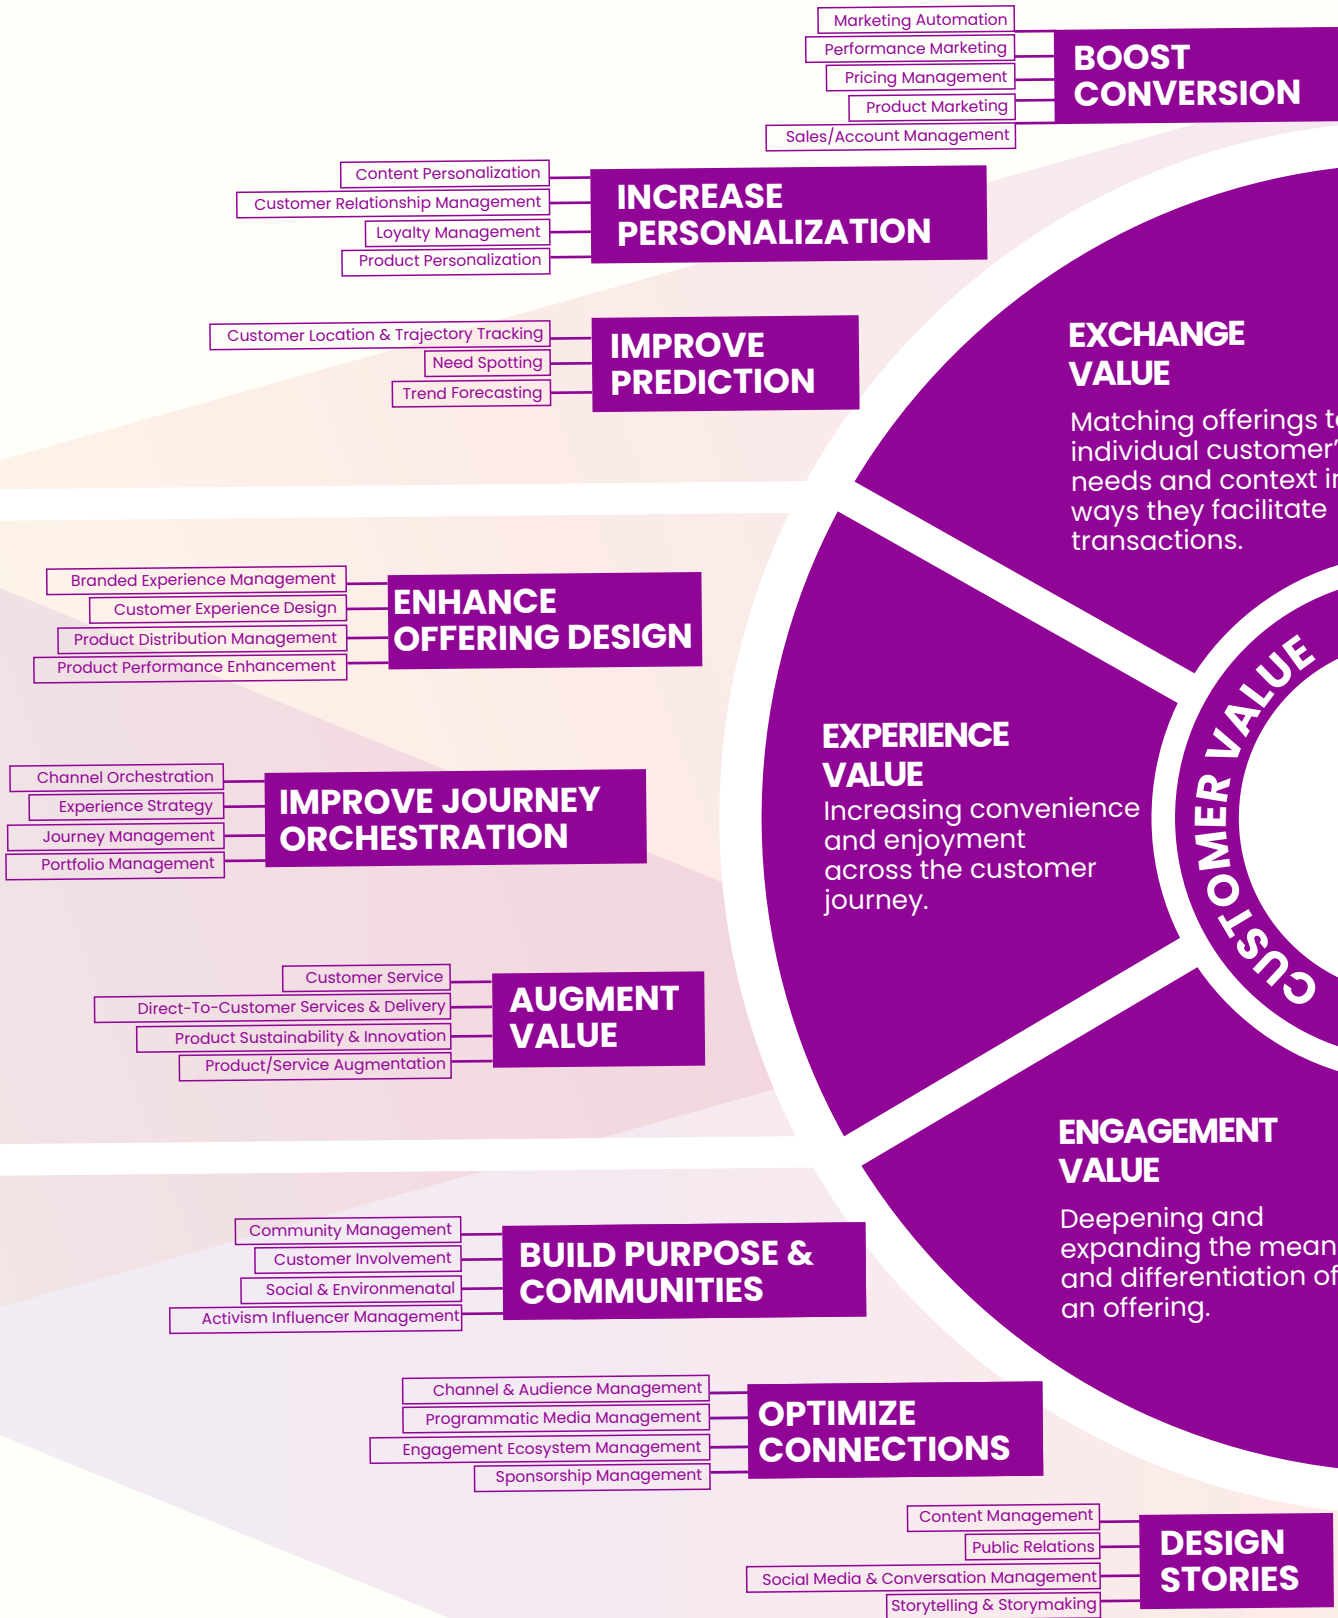 Marketing Automation
Performance Marketing
Pricing Management
Product Marketing
Sales/Account Management
BOOST
CONVERSION
Content Personalization
Customer Relationship Management
Loyalty Management
Product Personalization
INCREASE
PERSONALIZATION
Customer Location & Trajectory Tracking
Need Spotting
Trend Forecasting
IMPROVE
PREDICTION
EXCHANGE
VALUE
Matching offerings to
individual customer'
needs and context in
ways they facilitate
transactions.
Branded Experience Management
Customer Experience Design
Product Distribution Management
Product Performance Enhancement
ENHANCE
OFFERING DESIGN
Channel Orchestration
Experience Strategy
Journey Management
Portfolio Management
IMPROVE JOURNEY
ORCHESTRATION
Customer Service
Direct-To-Customer Services & Delivery
Product Sustainability & Innovation
Product/Service Augmentation
AUGMENT
VALUE
EXPERIENCE
VALUE
Increasing convenience
and enjoyment
across the customer
journey.
CUSTOMER VALUE
Community Management
Customer Involvement
Social & Environmenatal
Activism Influencer Management
BUILD PURPOSE &
COMMUNITIES
Channel & Audience Management
Programmatic Media Management
Engagement Ecosystem Management
Sponsorship Management
OPTIMIZE
CONNECTIONS
Content Management
Public Relations
Social Media & Conversation Management
Storytelling & Storymaking
DESIGN
STORIES
ENGAGEMENT
VALUE
Deepening and
expanding the mean
and differentiation of
an offering.